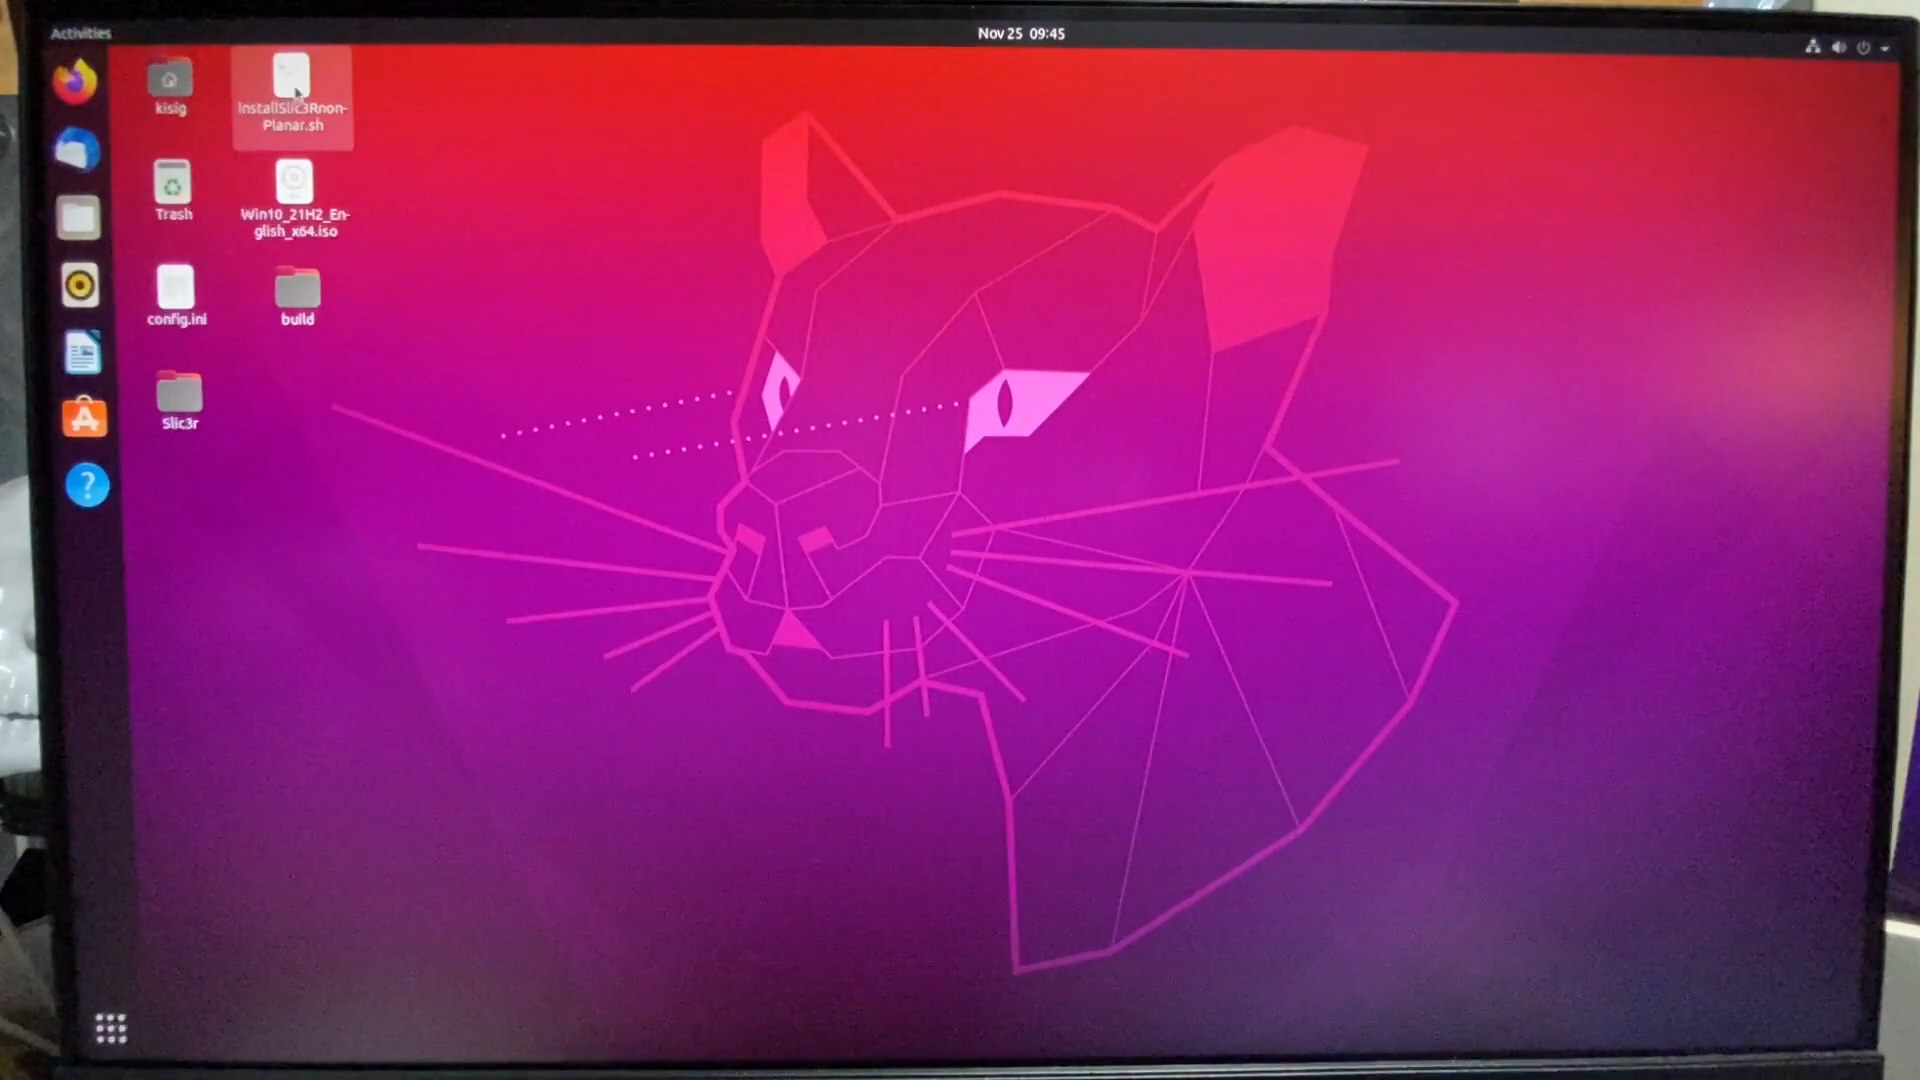 Activities
Nov 25 09:45
kisig
InstallSlic3Rnon-
Planar.sh
Trash
Win10_21H2_En-
glish_x64.iso
config.ini
build
Slic3r
?